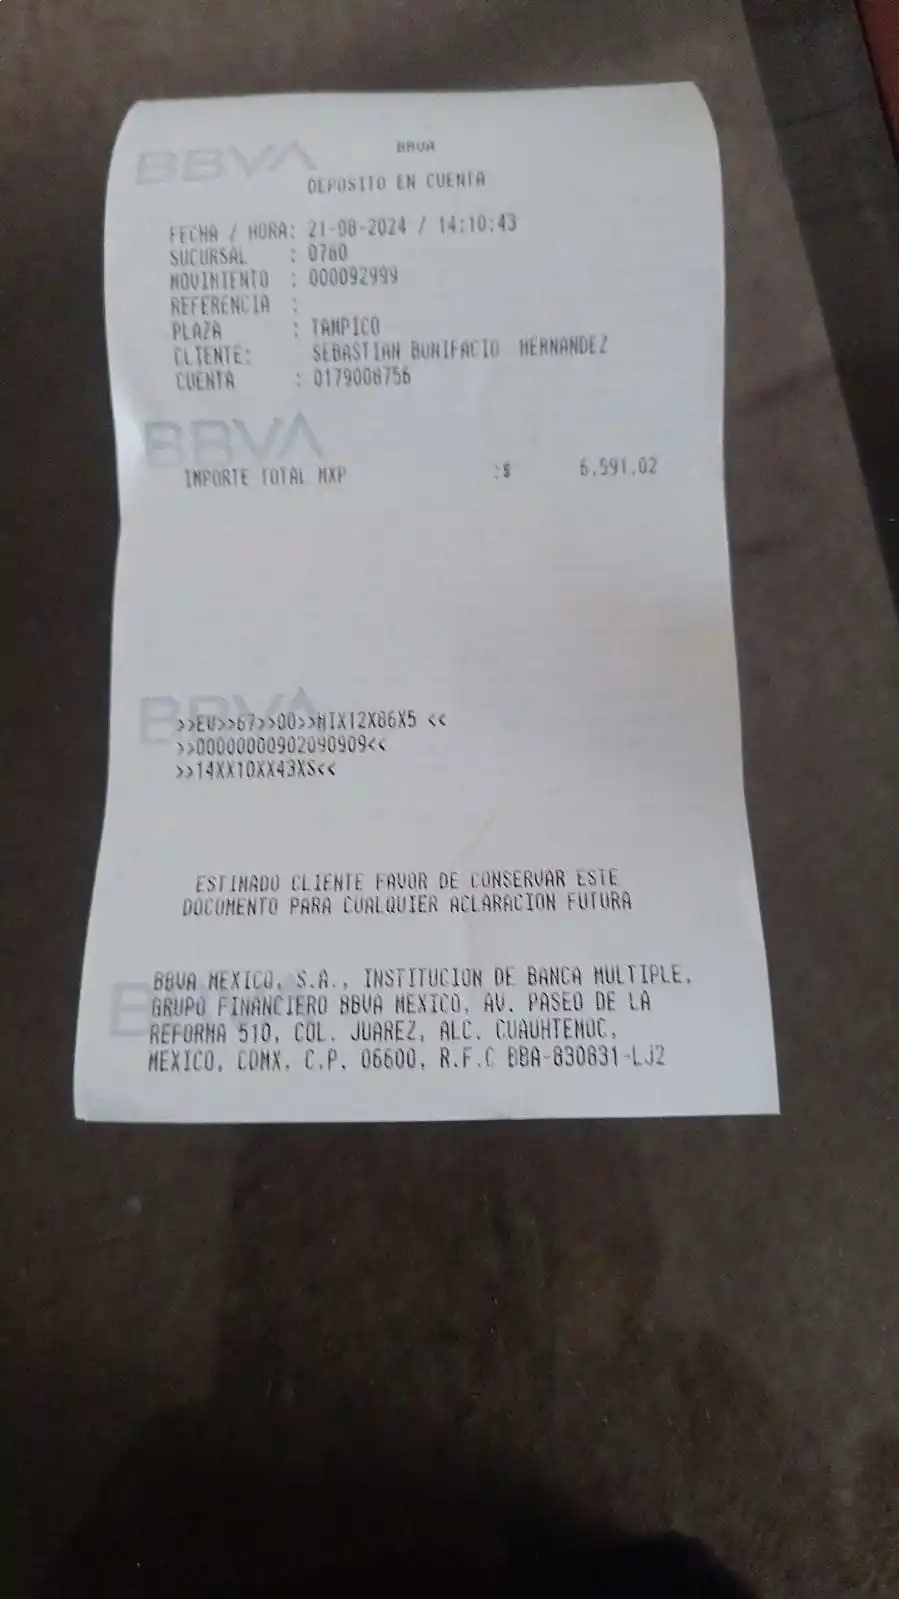 BBVA
BBVA
DEPOSITO EN CUENTA
FECHA / HORA: 21-08-2024 / 14:10:43
SUCURSAL :
MOVIMIENTO : 000092999
REFERENCIA :
PLAZA : TAMPICO
CLIENTE: SEBASTIAN BONIFACIO HERNANDEZ
CUENTA : 0179008756
BBVA
IMPORTE TOTAL MXP :$ 6,591.02
BBVA
>>EV>>67>>00>>HIX12X86X5 <<
>>00000000902090909<<
>>14XX10XX43XS<<
ESTIMADO CLIENTE FAVOR DE CONSERVAR ESTE
DOCUMENTO PARA CUALQUIER ACLARACION FUTURA
BBVA MEXICO, S.A., INSTITUCION DE BANCA MULTIPLE,
GRUPO FINANCIERO BBVA MEXICO, AV. PASEO DE LA
REFORMA 510, COL. JUAREZ, ALC. CUAUHTEMOC,
MEXICO, CDMX, C.P. 06600, R.F.C BBA-830831-LJ2